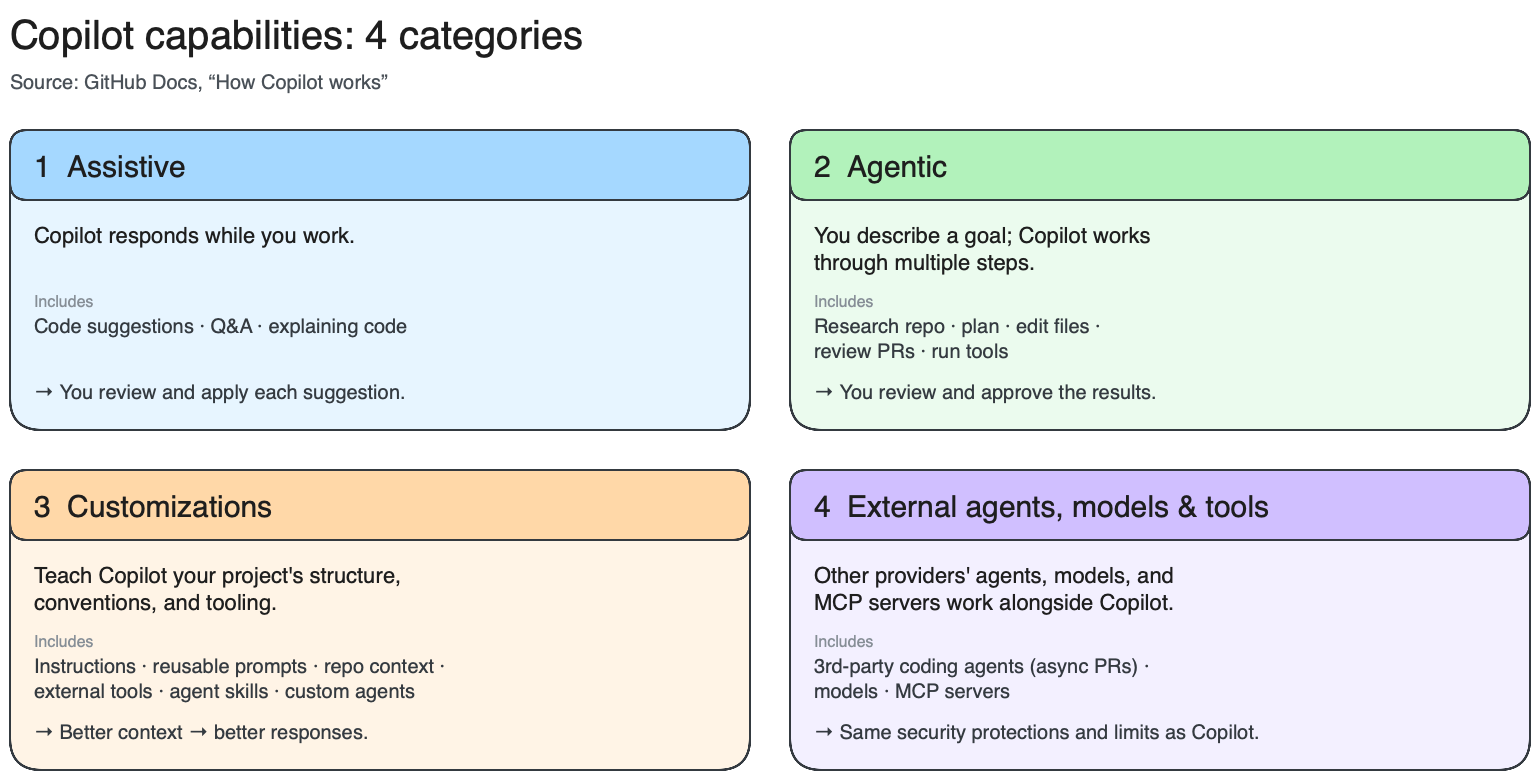 Copilot capabilities: 4 categories
Source: GitHub Docs, “How Copilot works”
1 Assistive
Copilot responds while you work.
Includes
Code suggestions · Q&A · explaining code
→ You review and apply each suggestion.
2 Agentic
You describe a goal; Copilot works
through multiple steps.
Includes
Research repo · plan · edit files ·
review PRs · run tools
→ You review and approve the results.
3 Customizations
Teach Copilot your project's structure,
conventions, and tooling.
Includes
Instructions · reusable prompts · repo context ·
external tools · agent skills · custom agents
→ Better context → better responses.
4 External agents, models & tools
Other providers' agents, models, and
MCP servers work alongside Copilot.
Includes
3rd-party coding agents (async PRs) ·
models · MCP servers
→ Same security protections and limits as Copilot.